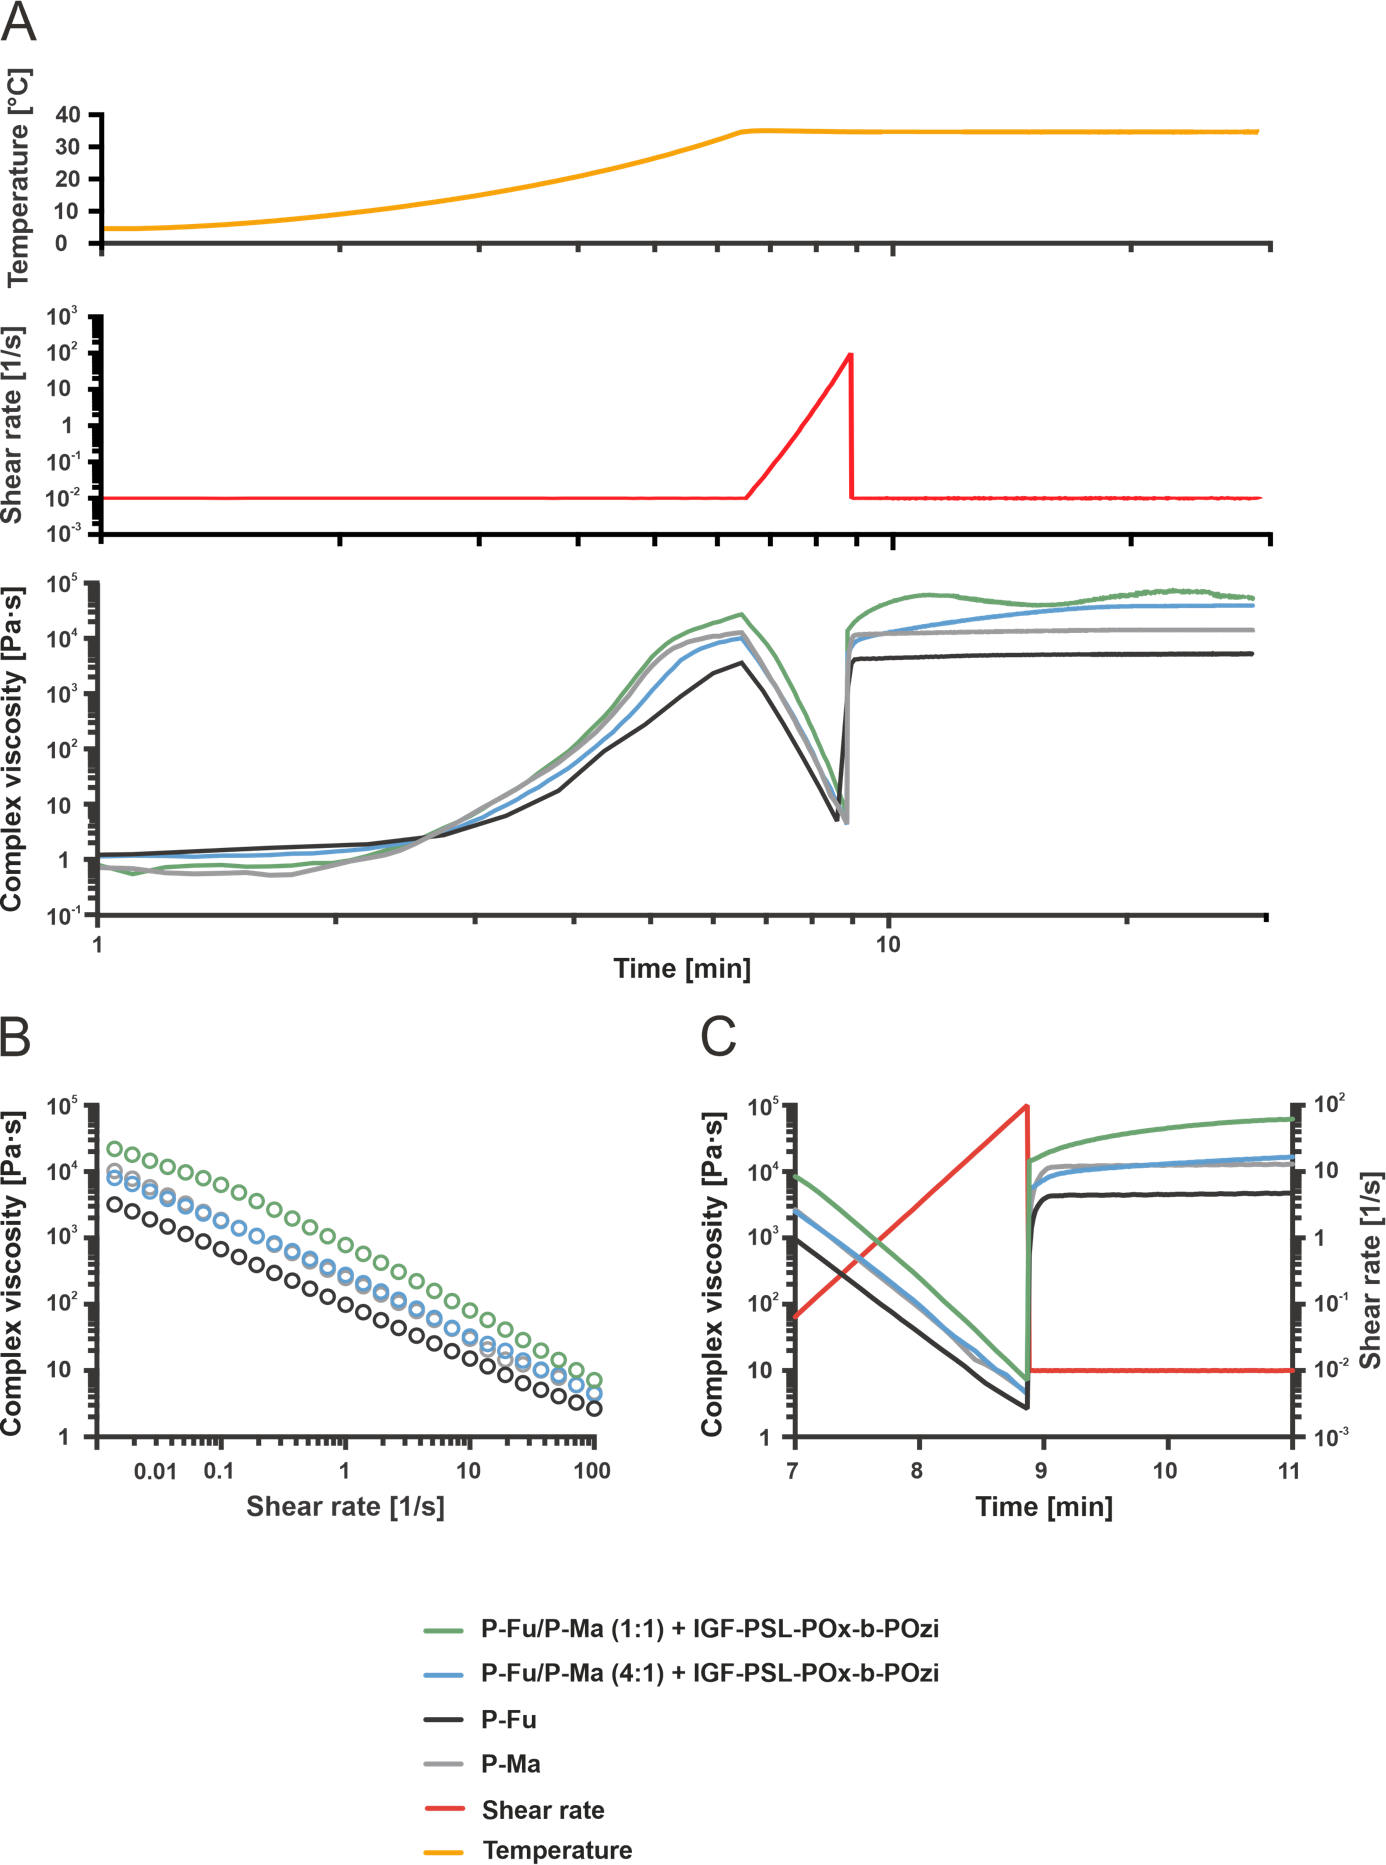 A
Temperature [°C]
40
30
20
10
0
Shear rate [1/s]
10³
10²
10
1
10⁻¹
10⁻²
10⁻³
Complex viscosity [Pa·s]
10⁵
10⁴
10³
10²
10
1
10⁻¹
1
10
Time [min]
B
Complex viscosity [Pa·s]
10⁵
10⁴
10³
10²
10
1
0.01
0.1
1
10
100
Shear rate [1/s]
C
Complex viscosity [Pa·s]
10⁵
10⁴
10³
10²
10
1
10²
10
1
10⁻¹
10⁻²
10⁻³
Shear rate [1/s]
7
8
9
10
11
Time [min]
P-Fu/P-Ma (1:1) + IGF-PSL-POx-b-POzi
P-Fu/P-Ma (4:1) + IGF-PSL-POx-b-POzi
P-Fu
P-Ma
Shear rate
Temperature